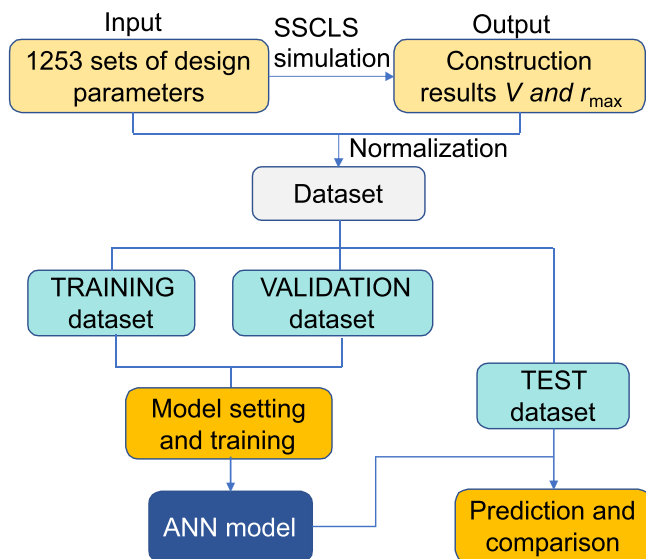 Input
SSCLS
simulation
Output
1253 sets of design
parameters
Construction
results V and rmax
Normalization
Dataset
TRAINING
dataset
VALIDATION
dataset
TEST
dataset
Model setting
and training
ANN model
Prediction and
comparison